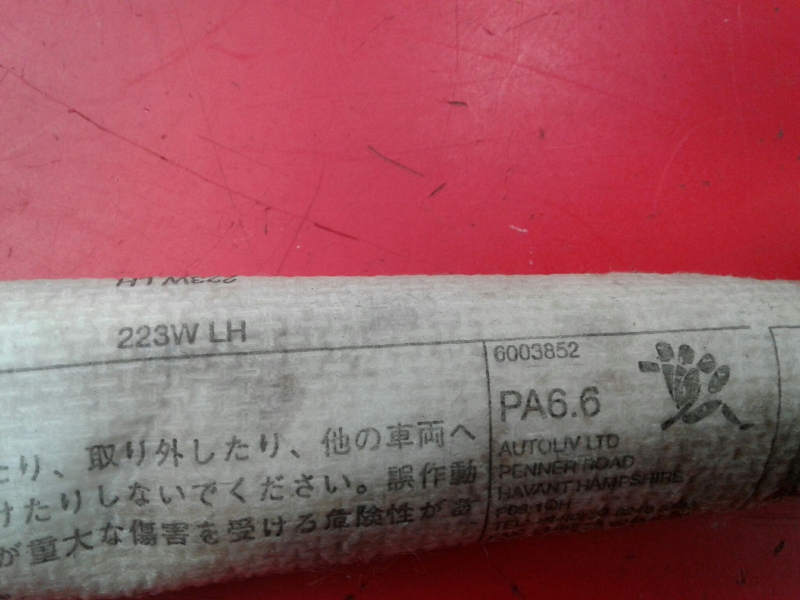 223W LH
223W LH
6003852
PA6.6
AUTOLIV LTD
PENNER ROAD
HAVANT HAMPSHIRE
たり、取り外したり、他の車両へ
けたりしないでください。誤作動
が重大な傷害を受ける危険性があ